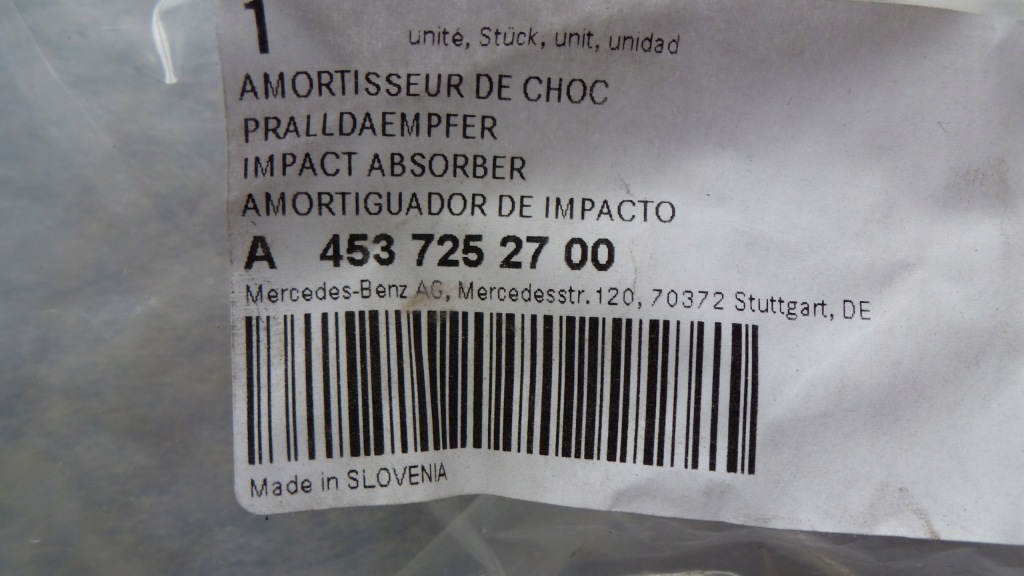 1 unité, Stück, unit, unidad
AMORTISSEUR DE CHOC
PRALLDAEMPFER
IMPACT ABSORBER
AMORTIGUADOR DE IMPACTO
A 453 725 27 00
Mercedes-Benz AG, Mercedesstr. 120, 70372 Stuttgart, DE
Made in SLOVENIA